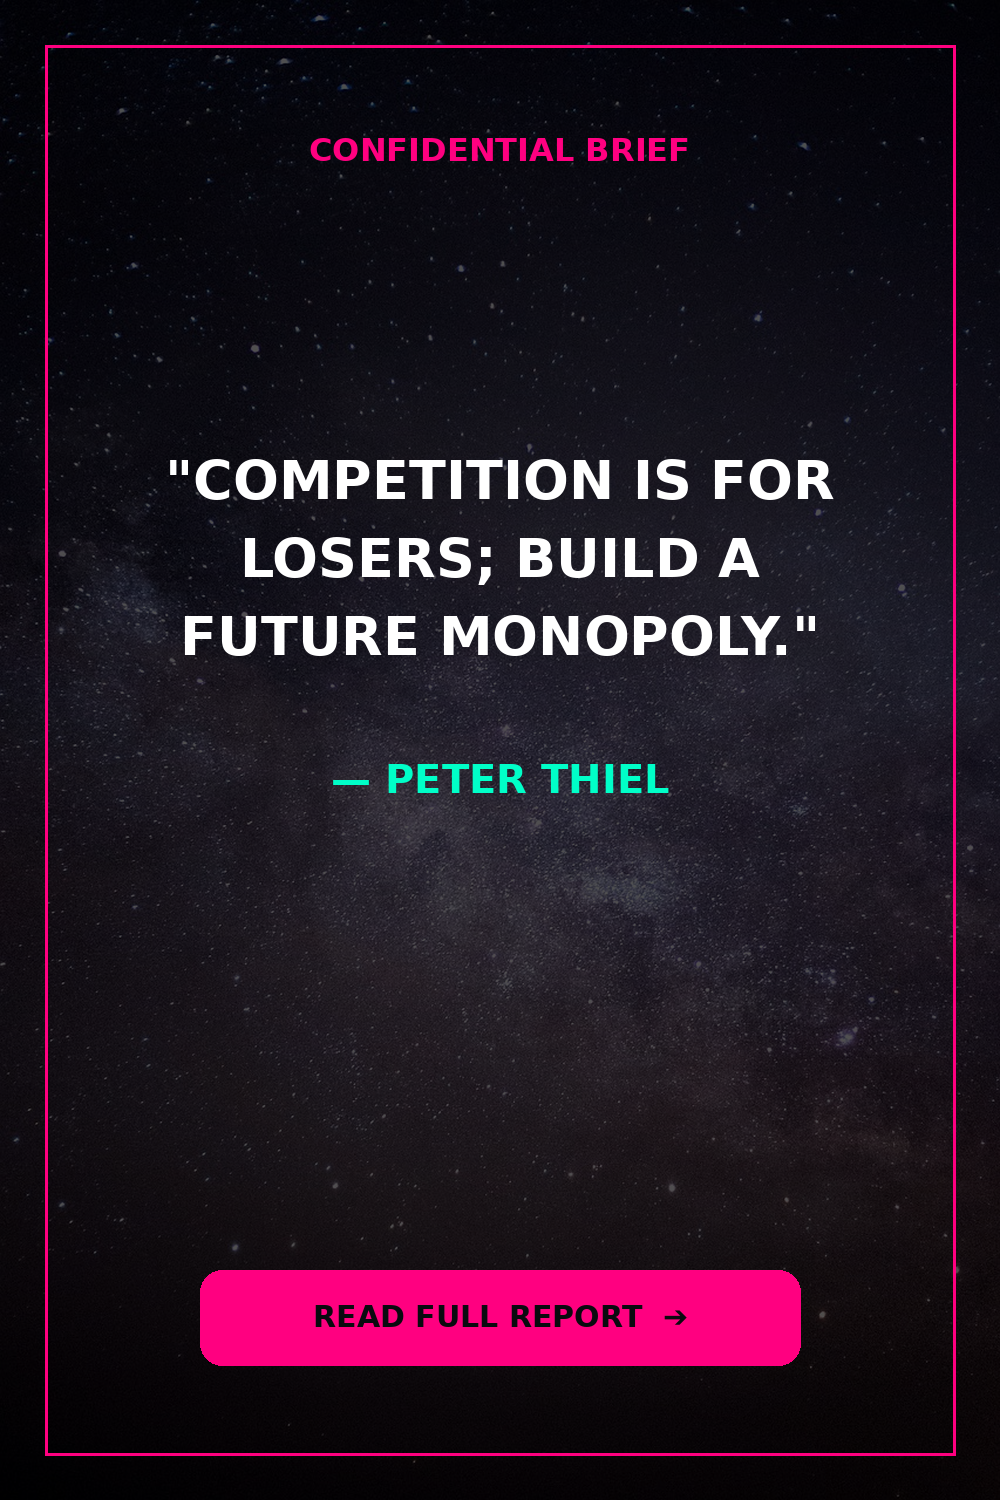 CONFIDENTIAL BRIEF
"COMPETITION IS FOR
LOSERS; BUILD A
FUTURE MONOPOLY."
— PETER THIEL
READ FULL REPORT ➔